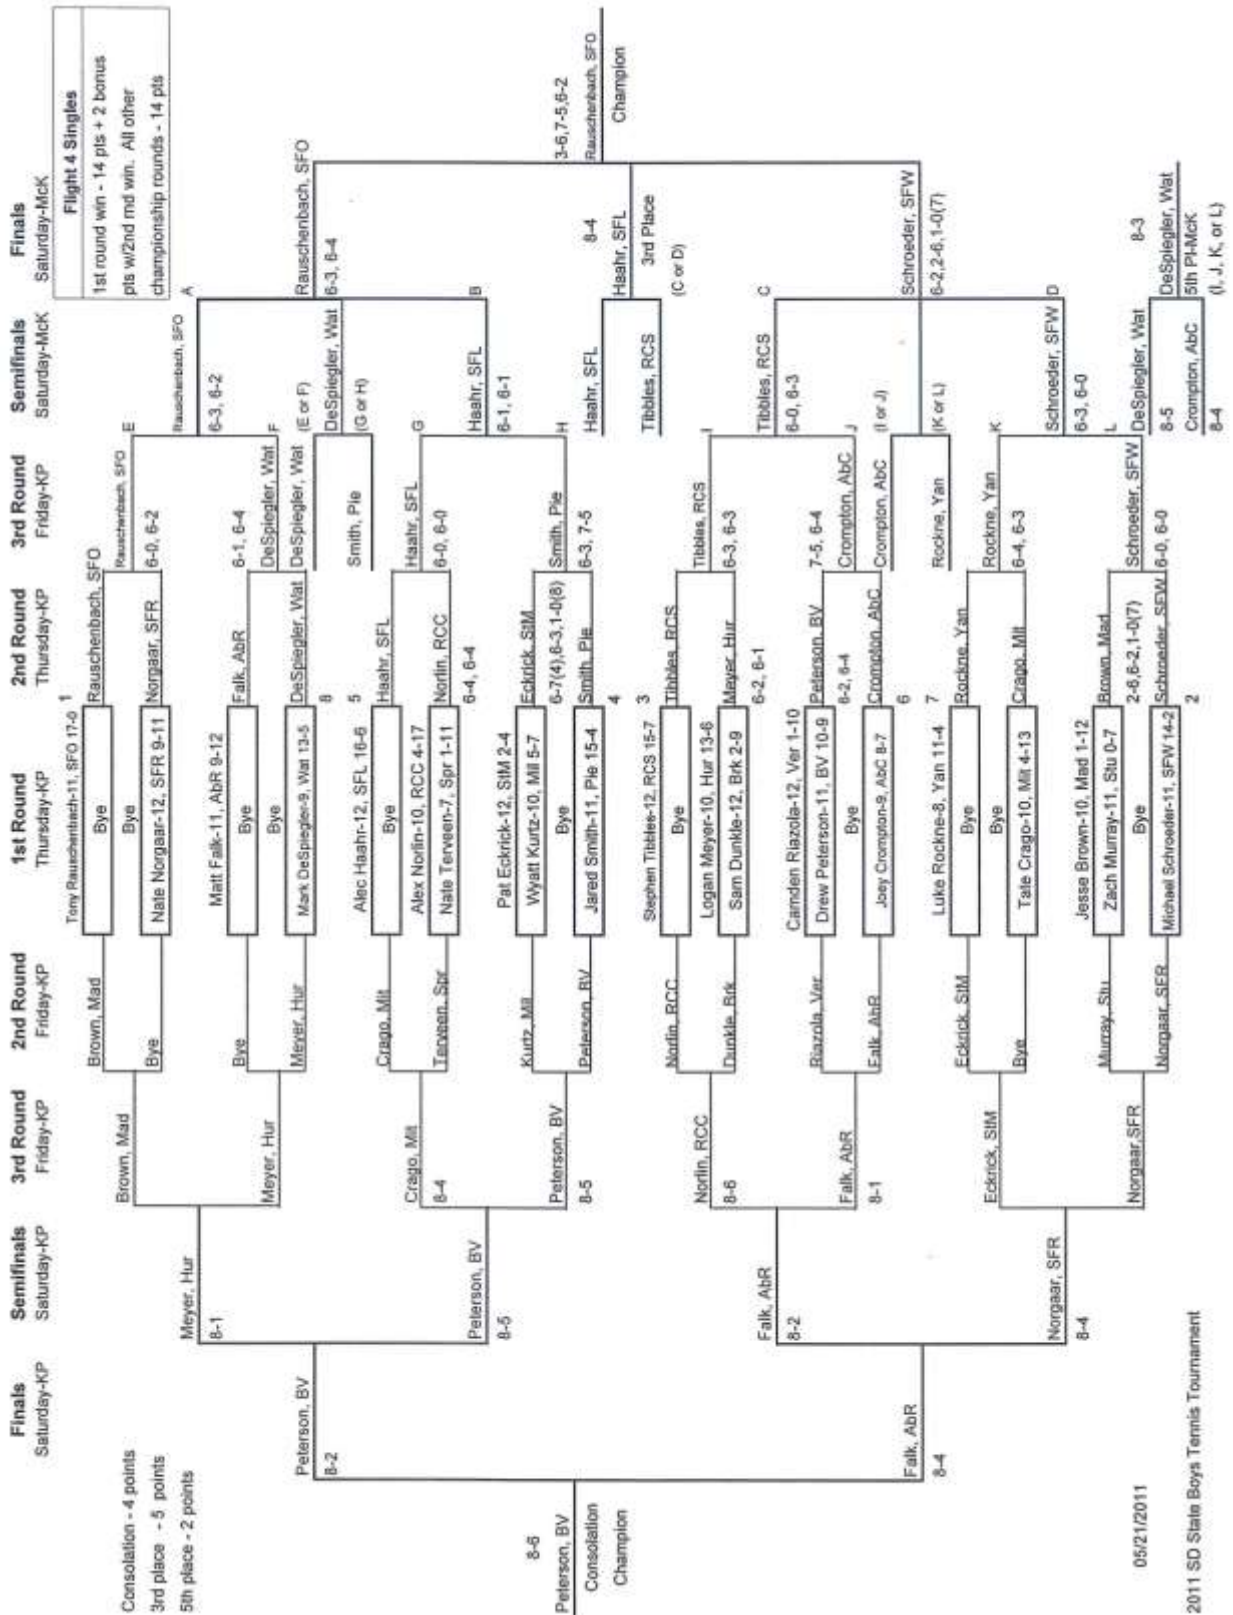 Finals
Saturday-KP
Semifinals
Saturday-KP
3rd Round
Friday-KP
2nd Round
Friday-KP
1st Round
Thursday-KP
2nd Round
Thursday-KP
3rd Round
Friday-KP
Semifinals
Saturday-McK
Finals
Saturday-McK
Flight 4 Singles
1st round win - 14 pts + 2 bonus
pts w/2nd rnd win. All other
championship rounds - 14 pts
Consolation - 4 points
3rd place - 5 points
5th place - 2 points
Tony Rauschenbach-11, SFO 17-0
Bye
Bye
Nate Norgaar-12, SFR 9-11
Matt Falk-11, AbR 9-12
Bye
Bye
Mark DeSpiegler-9, Wat 13-5
Alec Haahr-12, SFL 16-6
Bye
Alex Norlin-10, RCC 4-17
Nate Terveen-7, Spr 1-11
Pat Eckrick-12, StM 2-4
Wyatt Kurtz-10, Mil 5-7
Bye
Jared Smith-11, Pie 15-4
Stephen Tibbles-12, RCS 15-7
Bye
Logan Meyer-10, Hur 13-6
Sam Dunkle-12, Brk 2-9
Camden Riazola-12, Ver 1-10
Drew Peterson-11, BV 10-9
Bye
Joey Crompton-9, AbC 8-7
Luke Rockne-8, Yan 11-4
Bye
Bye
Tate Crago-10, Mit 4-13
Jesse Brown-10, Mad 1-12
Zach Murray-11, Stu 0-7
Bye
Michael Schroeder-11, SFW 14-2
1
Rauschenbach, SFO
Norgaar, SFR
Falk, AbR
DeSpiegler, Wat
8
5
Haahr, SFL
Norlin, RCC
6-4, 6-4
Eckrick, StM
6-7(4),6-3,1-0(8)
Smith, Pie
4
3
Tibbles, RCS
Meyer, Hur
6-2, 6-1
Peterson, BV
6-2, 6-4
Crompton, AbC
6
7
Rockne, Yan
Crago, Mit
Brown, Mad
2-6,6-2,1-0(7)
Schroeder, SFW
2
Rauschenbach, SFO
E
6-0, 6-2
6-1, 6-4
DeSpiegler, Wat
F
DeSpiegler, Wat
(E or F)
Smith, Pie
(G or H)
Haahr, SFL
G
6-0, 6-0
Smith, Pie
H
6-3, 7-5
Tibbles, RCS
I
6-3, 6-3
7-5, 6-4
Crompton, AbC
J
Crompton, AbC
(I or J)
Rockne, Yan
(K or L)
Rockne, Yan
K
6-4, 6-3
Schroeder, SFW
L
6-0, 6-0
Rauschenbach, SFO
A
6-3, 6-2
DeSpiegler, Wat
Haahr, SFL
B
6-1, 6-1
Haahr, SFL
Tibbles, RCS
Tibbles, RCS
C
6-0, 6-3
Schroeder, SFW
D
6-3, 6-0
DeSpiegler, Wat
8-5
Crompton, AbC
8-4
Rauschenbach, SFO
6-3, 6-4
8-4
Haahr, SFL
3rd Place
(C or D)
Schroeder, SFW
6-2,2-6,1-0(7)
8-3
DeSpiegler, Wat
5th Pl-McK
(I, J, K, or L)
3-6,7-5,6-2
Rauschenbach, SFO
Champion
Brown, Mad
Bye
Bye
Meyer, Hur
Crago, Mit
Terveen, Spr
Kurtz, Mil
Peterson, BV
Norlin, RCC
Dunkle, Brk
Riazola, Ver
Falk, AbR
Eckrick, StM
Bye
Murray, Stu
Norgaar, SFR
Brown, Mad
Meyer, Hur
Crago, Mit
8-4
Peterson, BV
8-5
Norlin, RCC
8-6
Falk, AbR
8-1
Eckrick, StM
Norgaar, SFR
Meyer, Hur
8-1
Peterson, BV
8-5
Falk, AbR
8-2
Norgaar, SFR
8-4
Peterson, BV
8-2
Falk, AbR
8-4
8-6
Peterson, BV
Consolation
Champion
05/21/2011
2011 SD State Boys Tennis Tournament